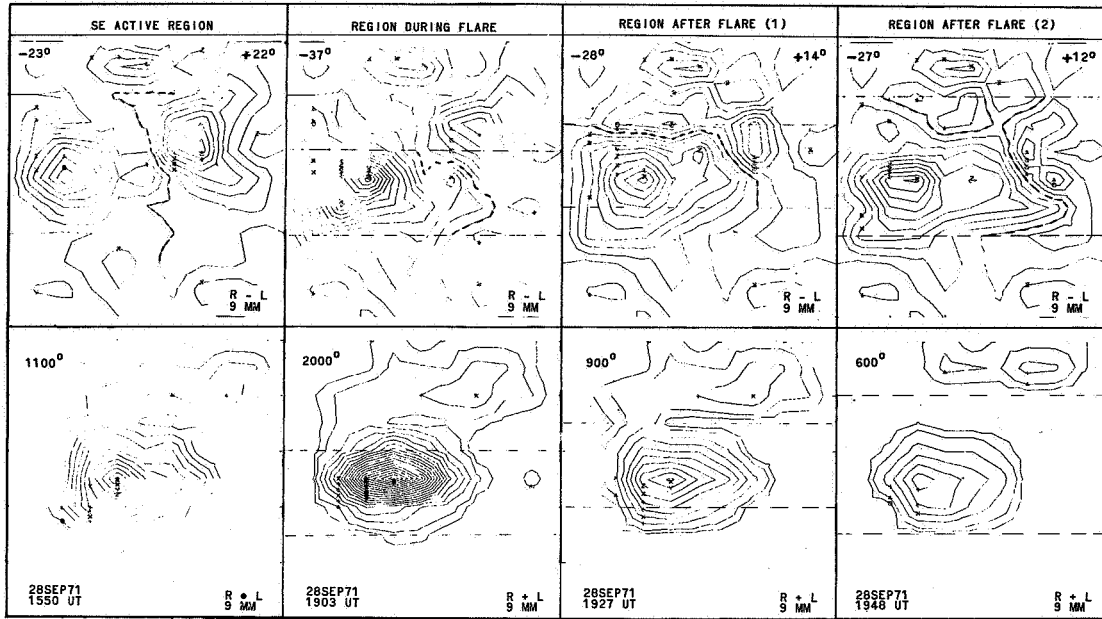 SE ACTIVE REGION
REGION DURING FLARE
REGION AFTER FLARE (1)
REGION AFTER FLARE (2)
-23° +22°
-37°
-28° +14°
-27° +12°
R - L
9 MM
R - L
9 MM
R - L
9 MM
R - L
9 MM
1100°
2000°
900°
600°
28SEP71
1550 UT
R • L
9 MM
28SEP71
1903 UT
R + L
9 MM
28SEP71
1927 UT
R + L
9 MM
28SEP71
1948 UT
R + L
9 MM